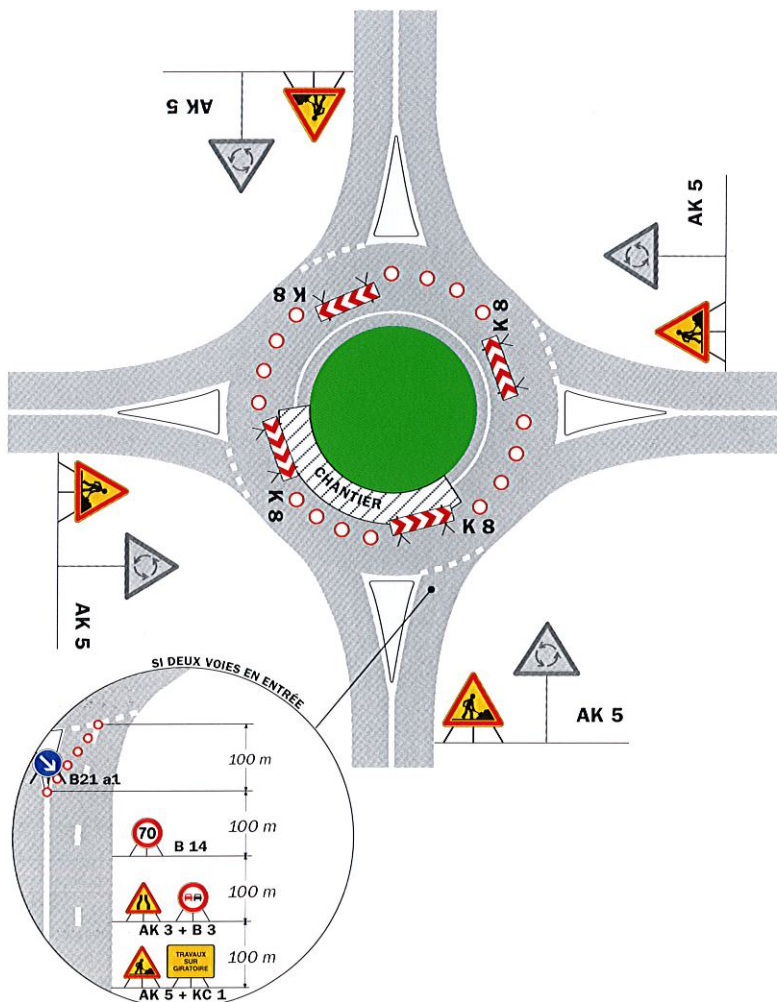 AK 5
AK 5
K 8
K 8
CHANTIER
K 8
K 8
AK 5
AK 5
SI DEUX VOIES EN ENTRÉE
100 m
B21 a1
100 m
70
B 14
100 m
AK 3 + B 3
100 m
TRAVAUX
SUR
GIRATOIRE
AK 5 + KC 1